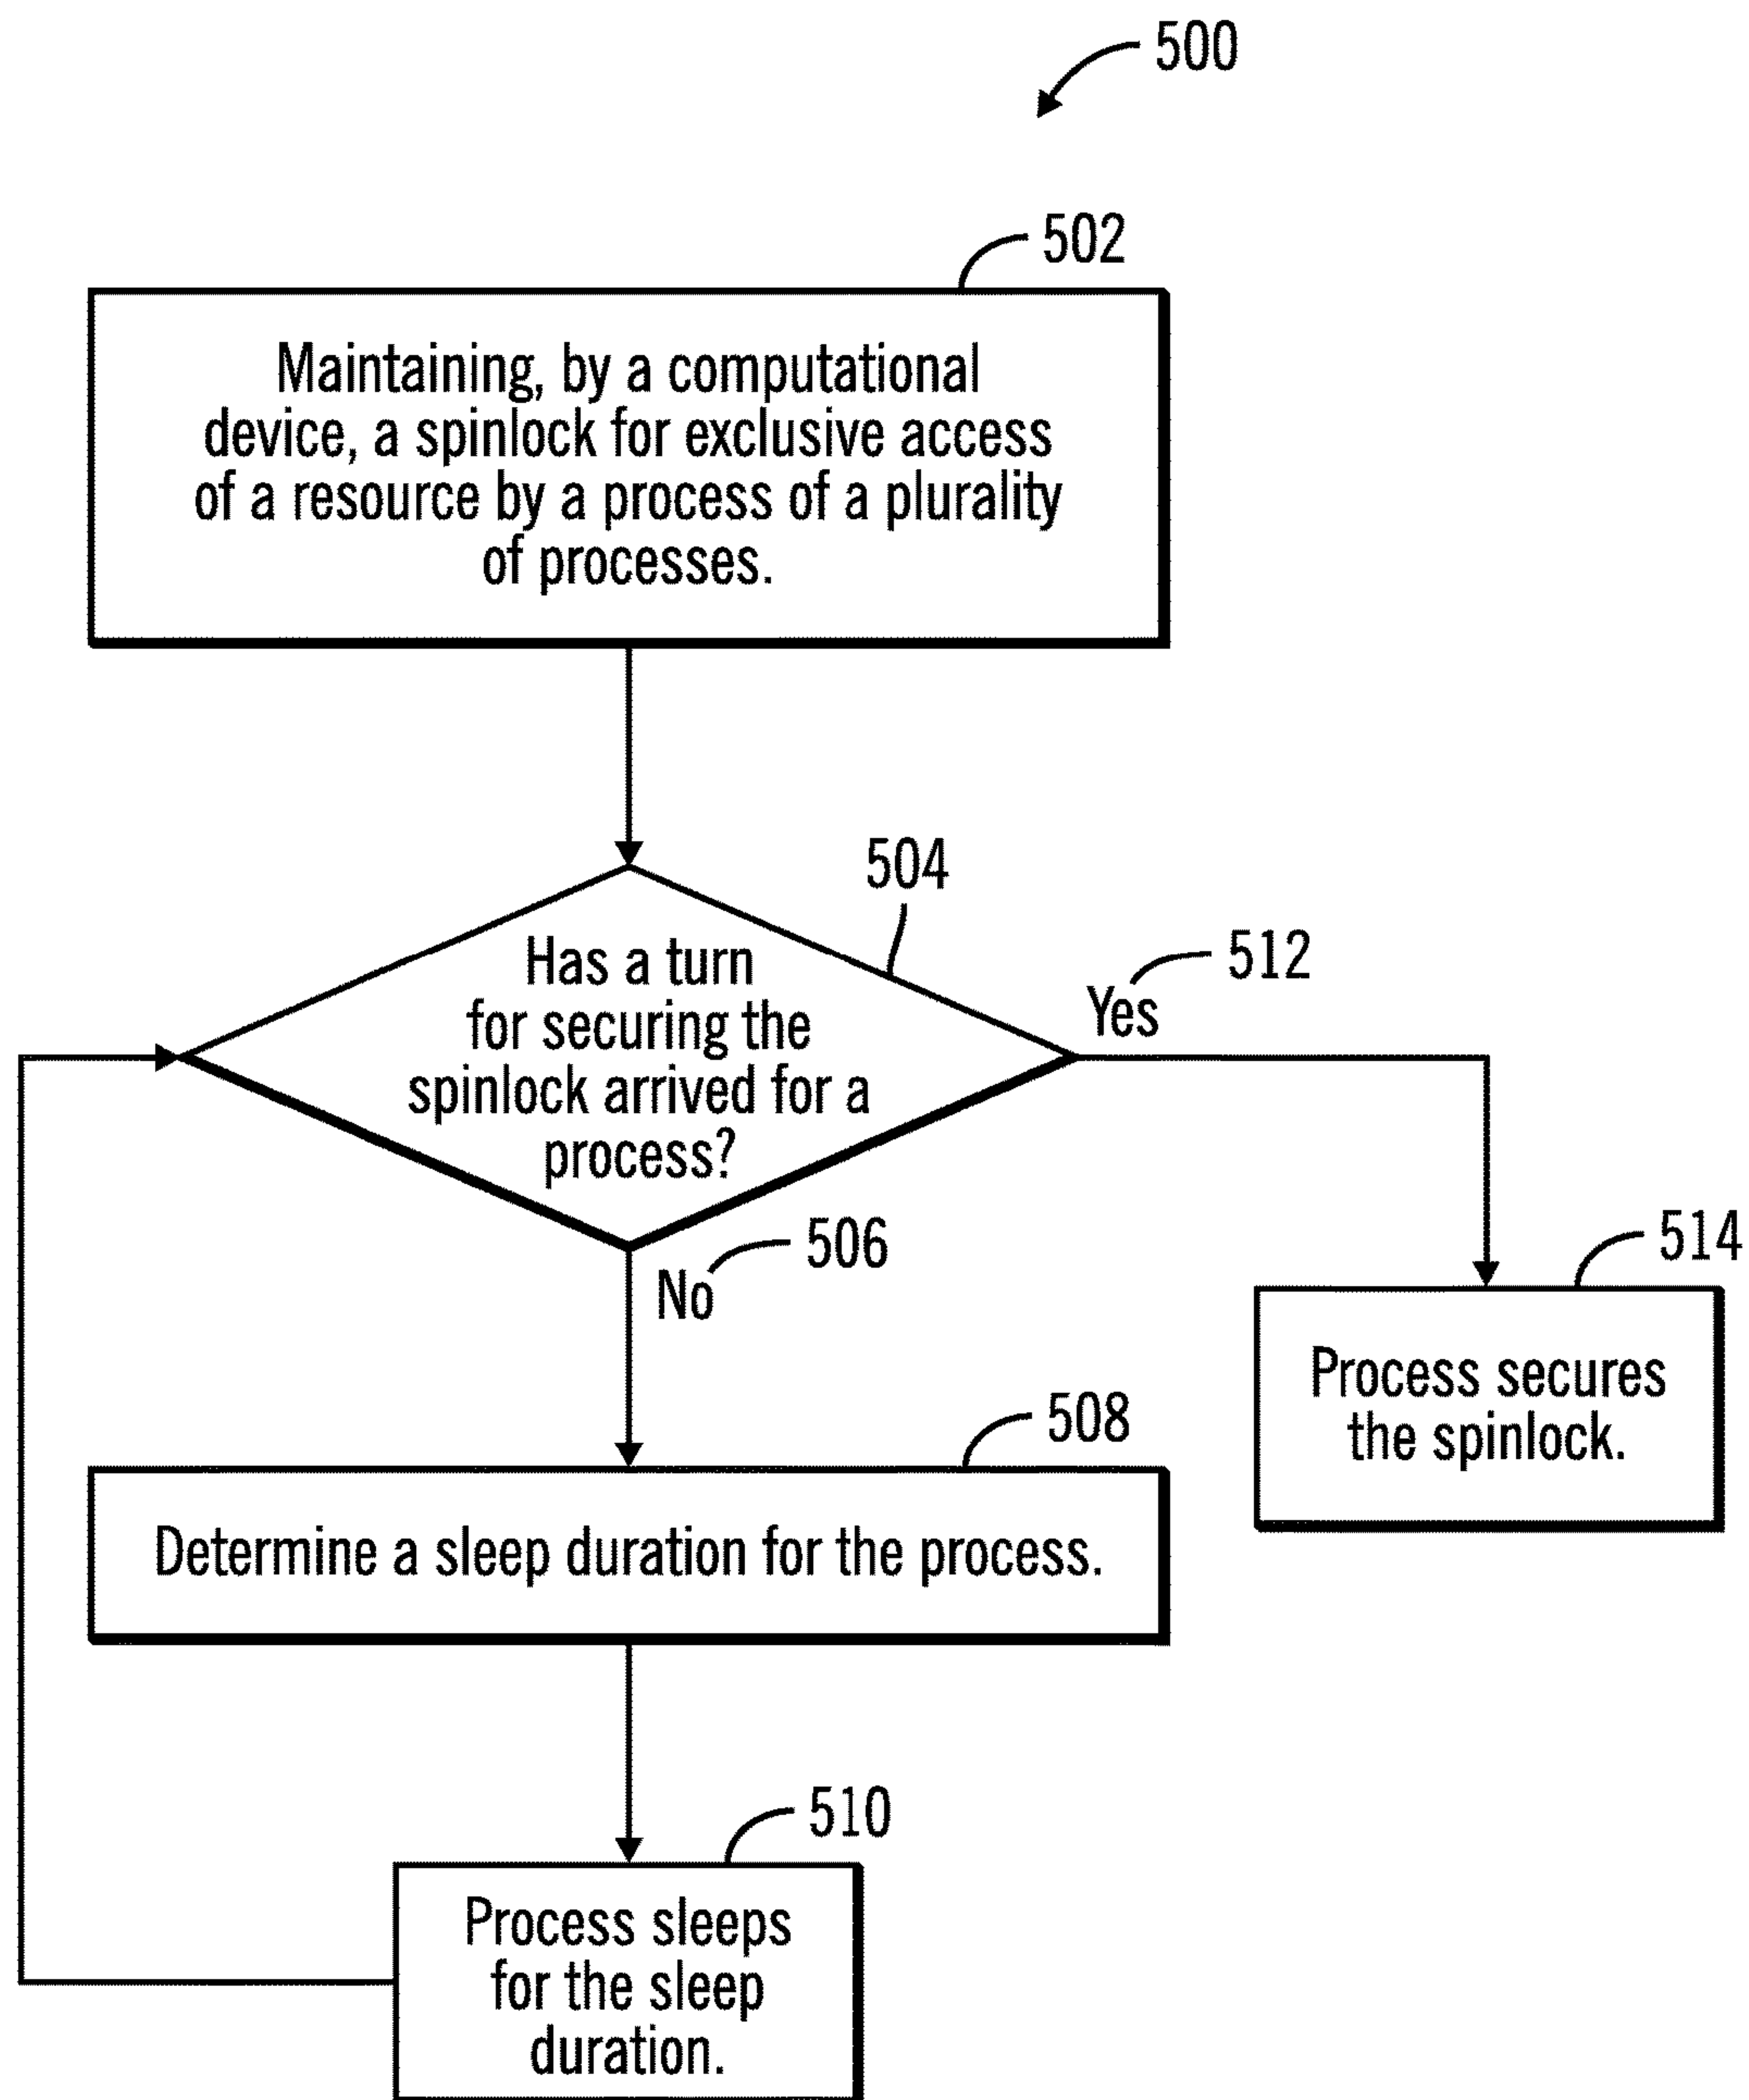 500
502
Maintaining, by a computational
device, a spinlock for exclusive access
of a resource by a process of a plurality
of processes.
504
Has a turn
for securing the
spinlock arrived for a
process?
512
Yes
506
No
514
Process secures
the spinlock.
508
Determine a sleep duration for the process.
510
Process sleeps
for the sleep
duration.